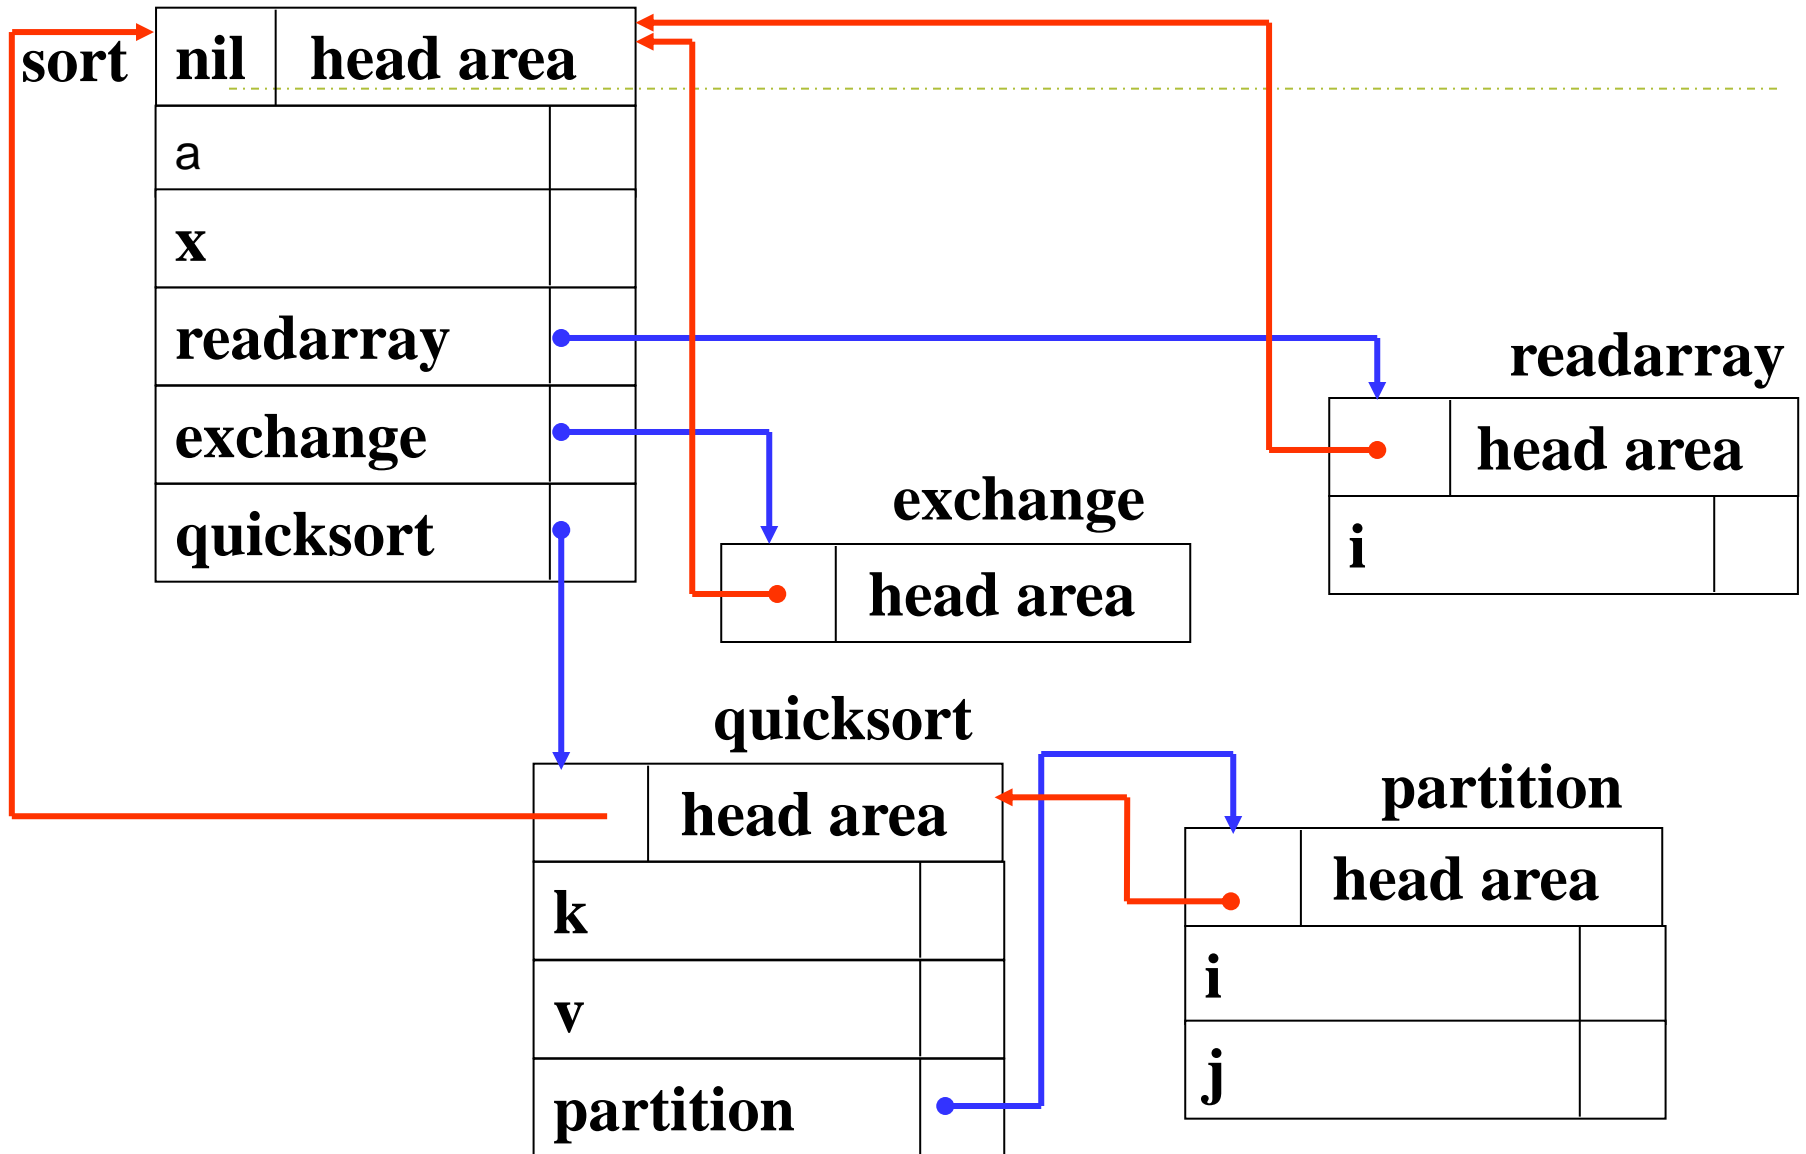 sort
nil head area
a
x
readarray
exchange
quicksort
readarray
head area
i
exchange
head area
quicksort
head area
k
v
partition
partition
head area
i
j